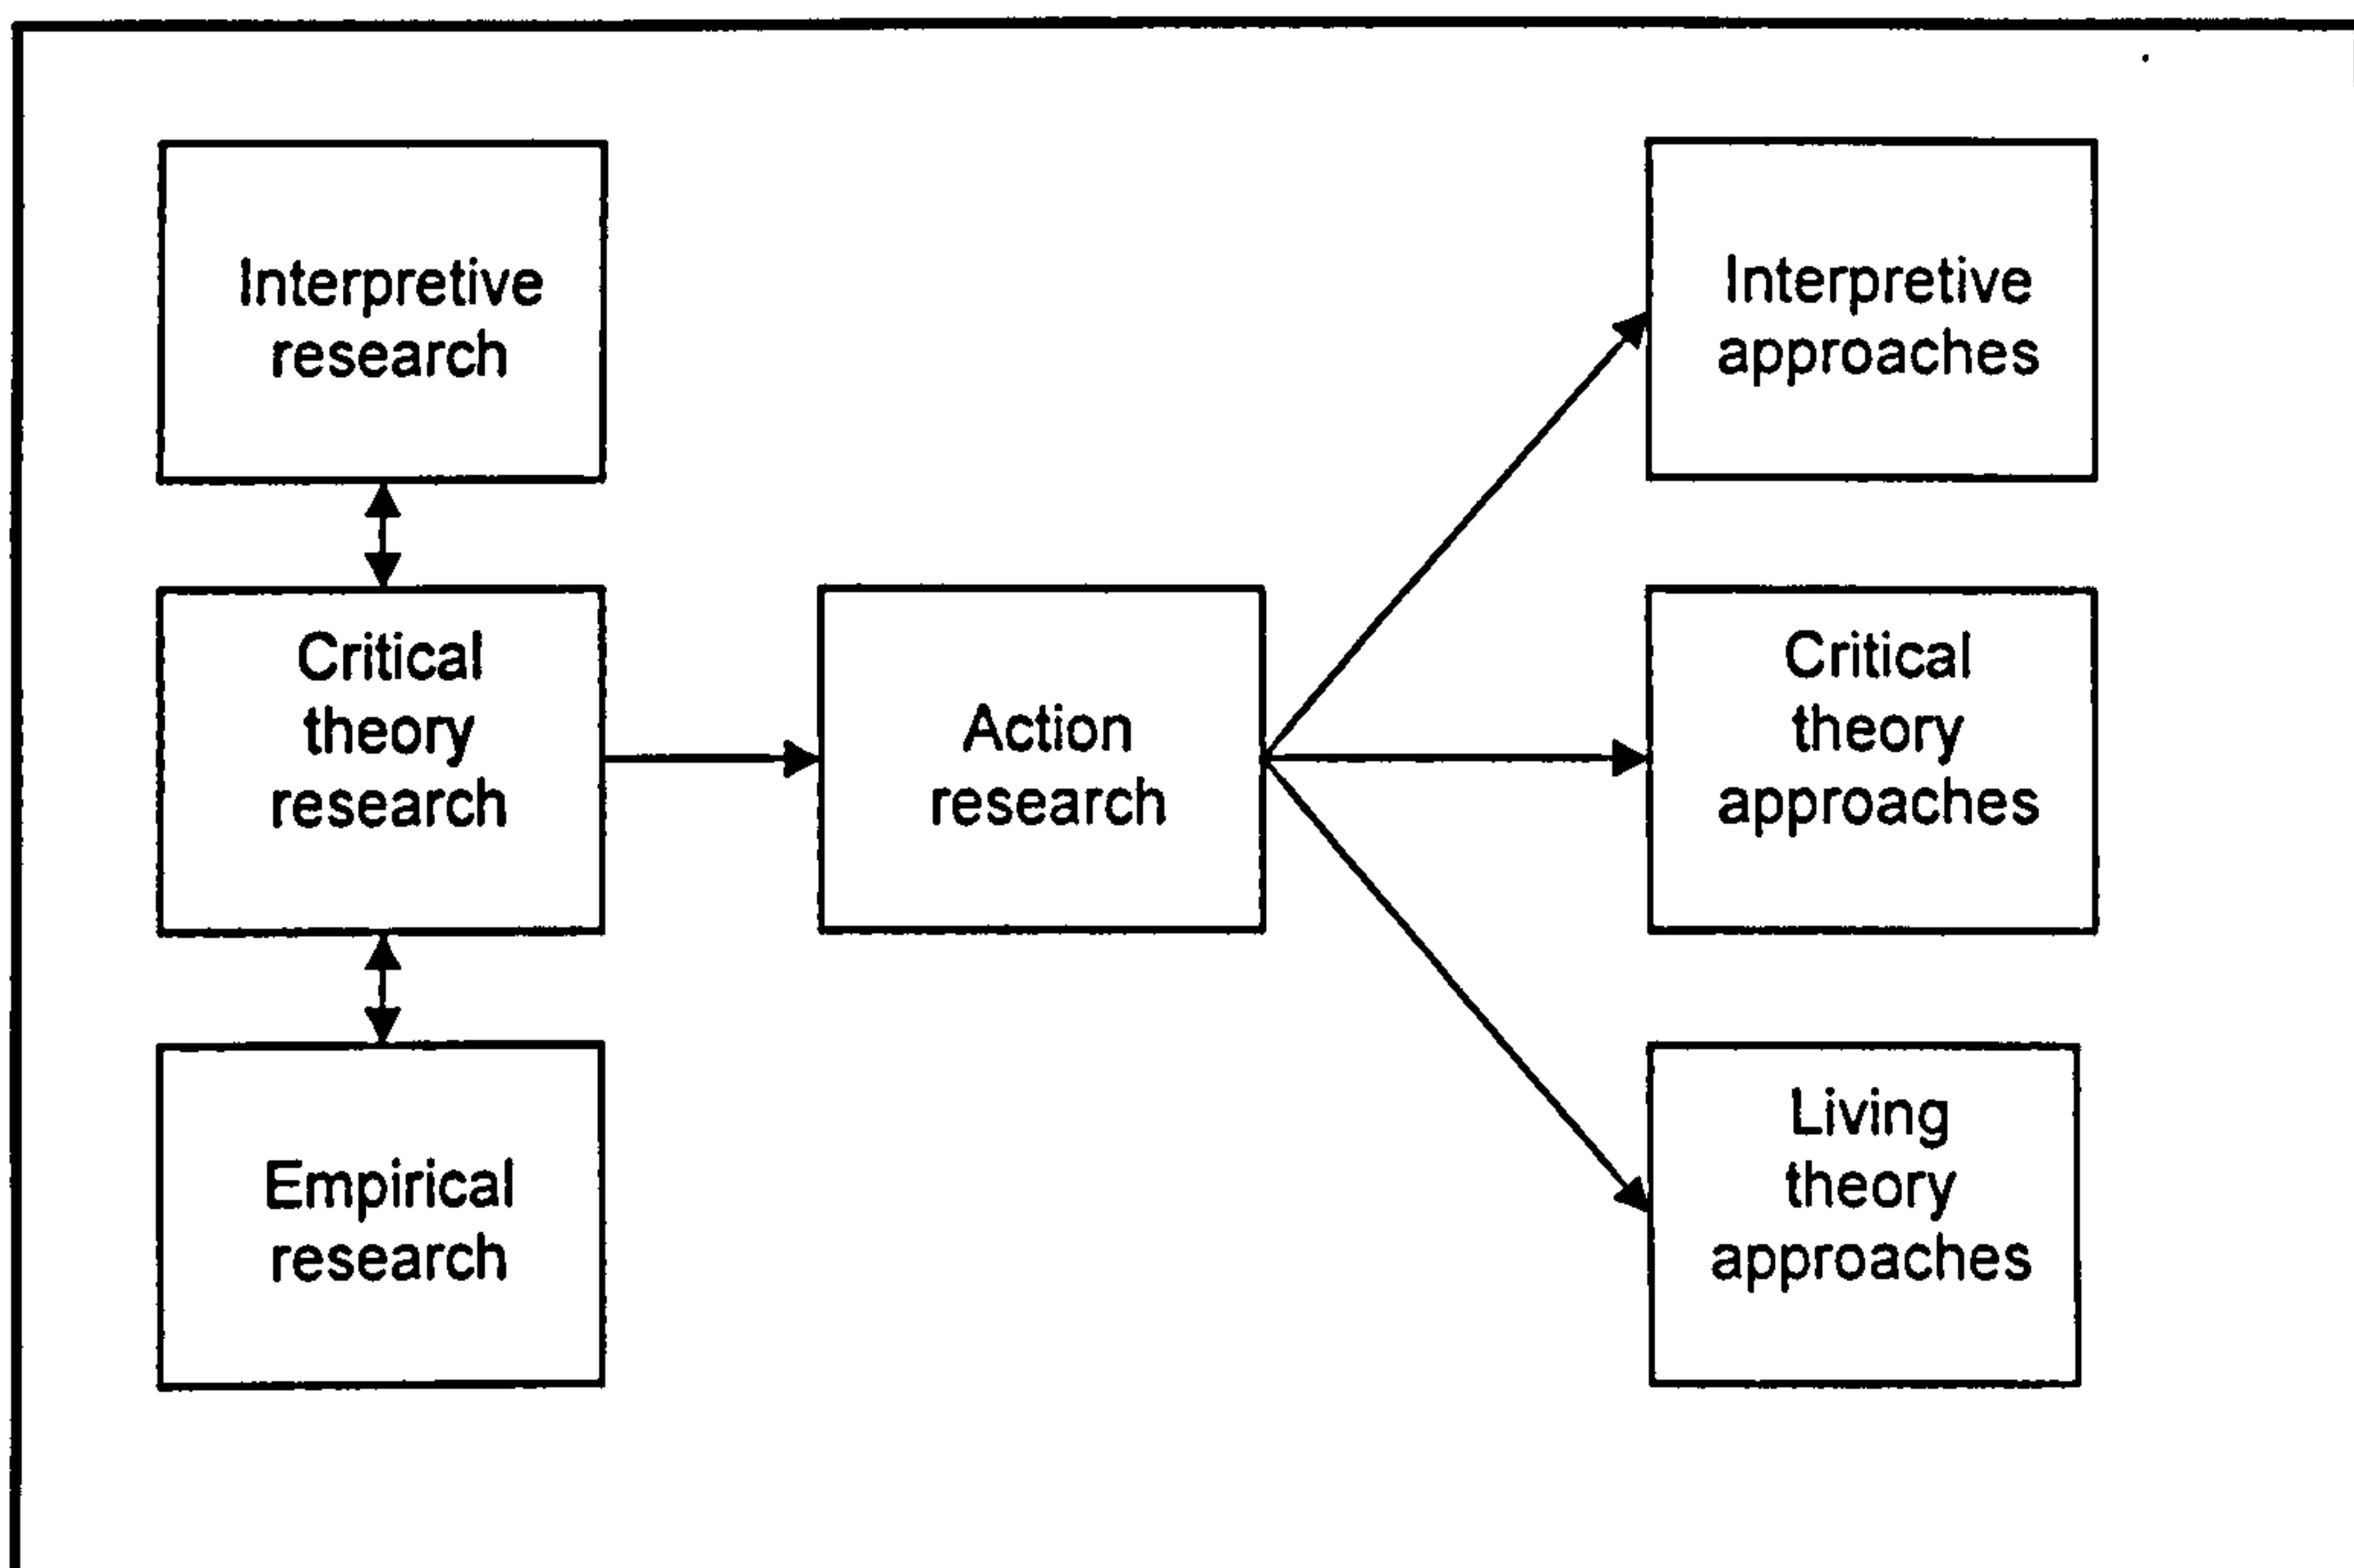 Interpretive
research
Critical
theory
research
Empirical
research
Action
research
Interpretive
approaches
Critical
theory
approaches
Living
theory
approaches